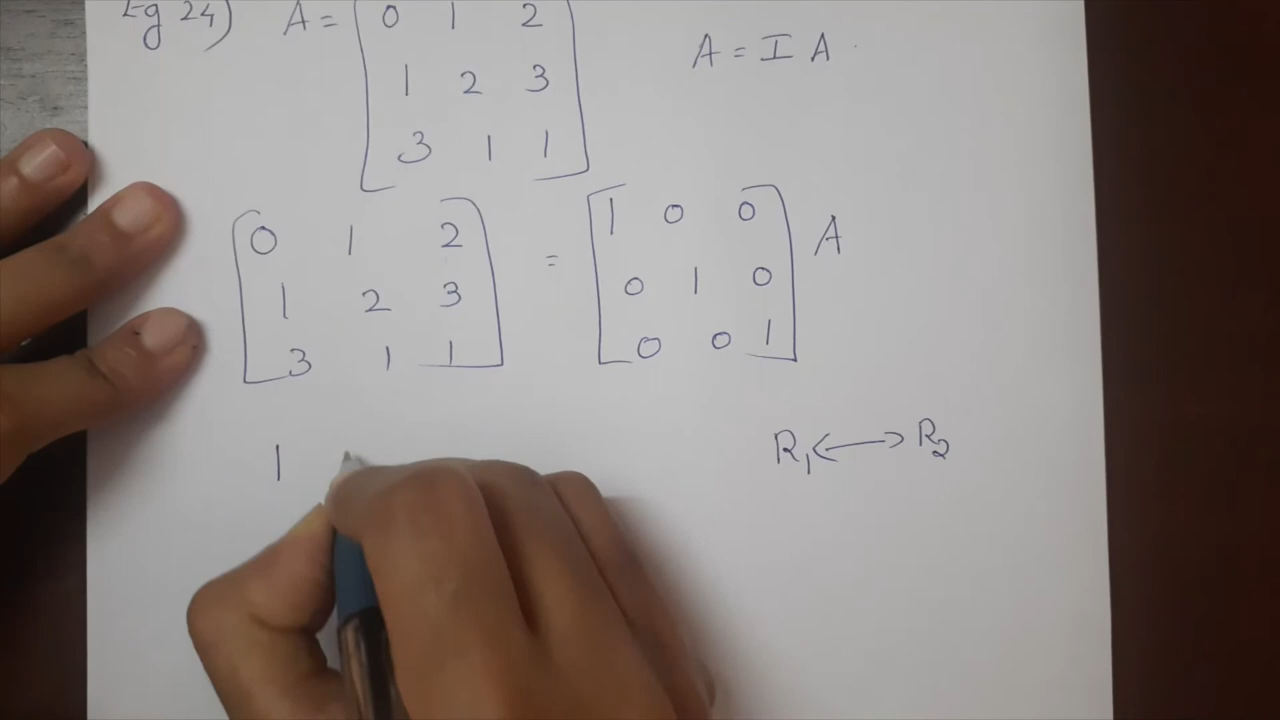 Eg 24) A = [0 1 2
1 2 3
3 1 1]
A = I A
[0 1 2
1 2 3
3 1 1] = [1 0 0
0 1 0
0 0 1] A
R₁ ↔ R₂
1